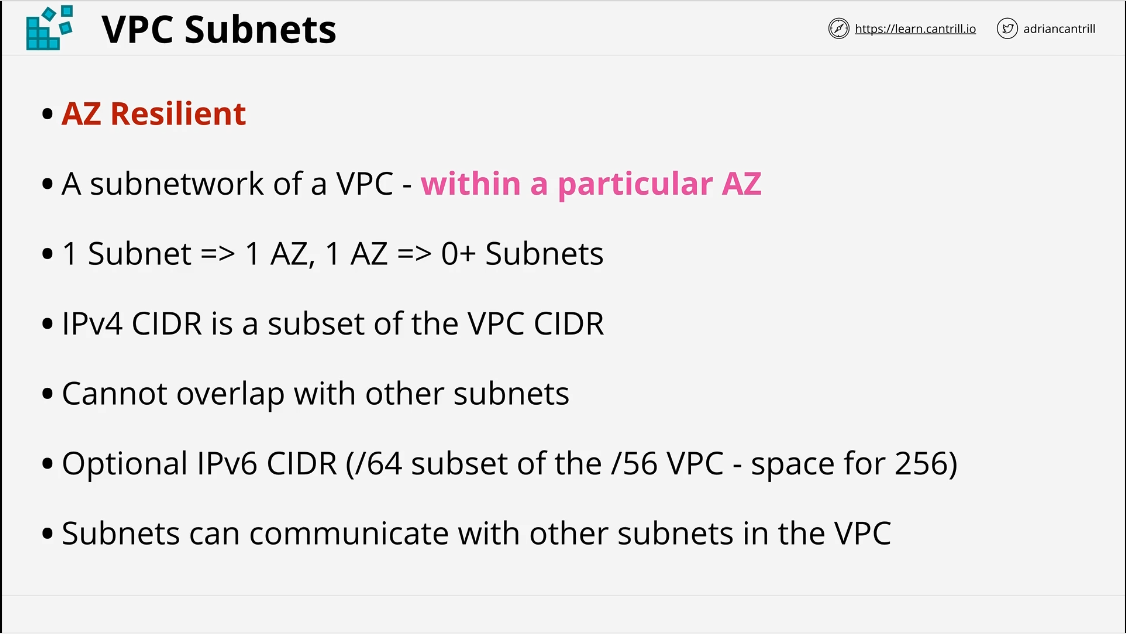 VPC Subnets
https://learn.cantrill.io
adriancantrill
• AZ Resilient
• A subnetwork of a VPC - within a particular AZ
• 1 Subnet => 1 AZ, 1 AZ => 0+ Subnets
• IPv4 CIDR is a subset of the VPC CIDR
• Cannot overlap with other subnets
• Optional IPv6 CIDR (/64 subset of the /56 VPC - space for 256)
• Subnets can communicate with other subnets in the VPC